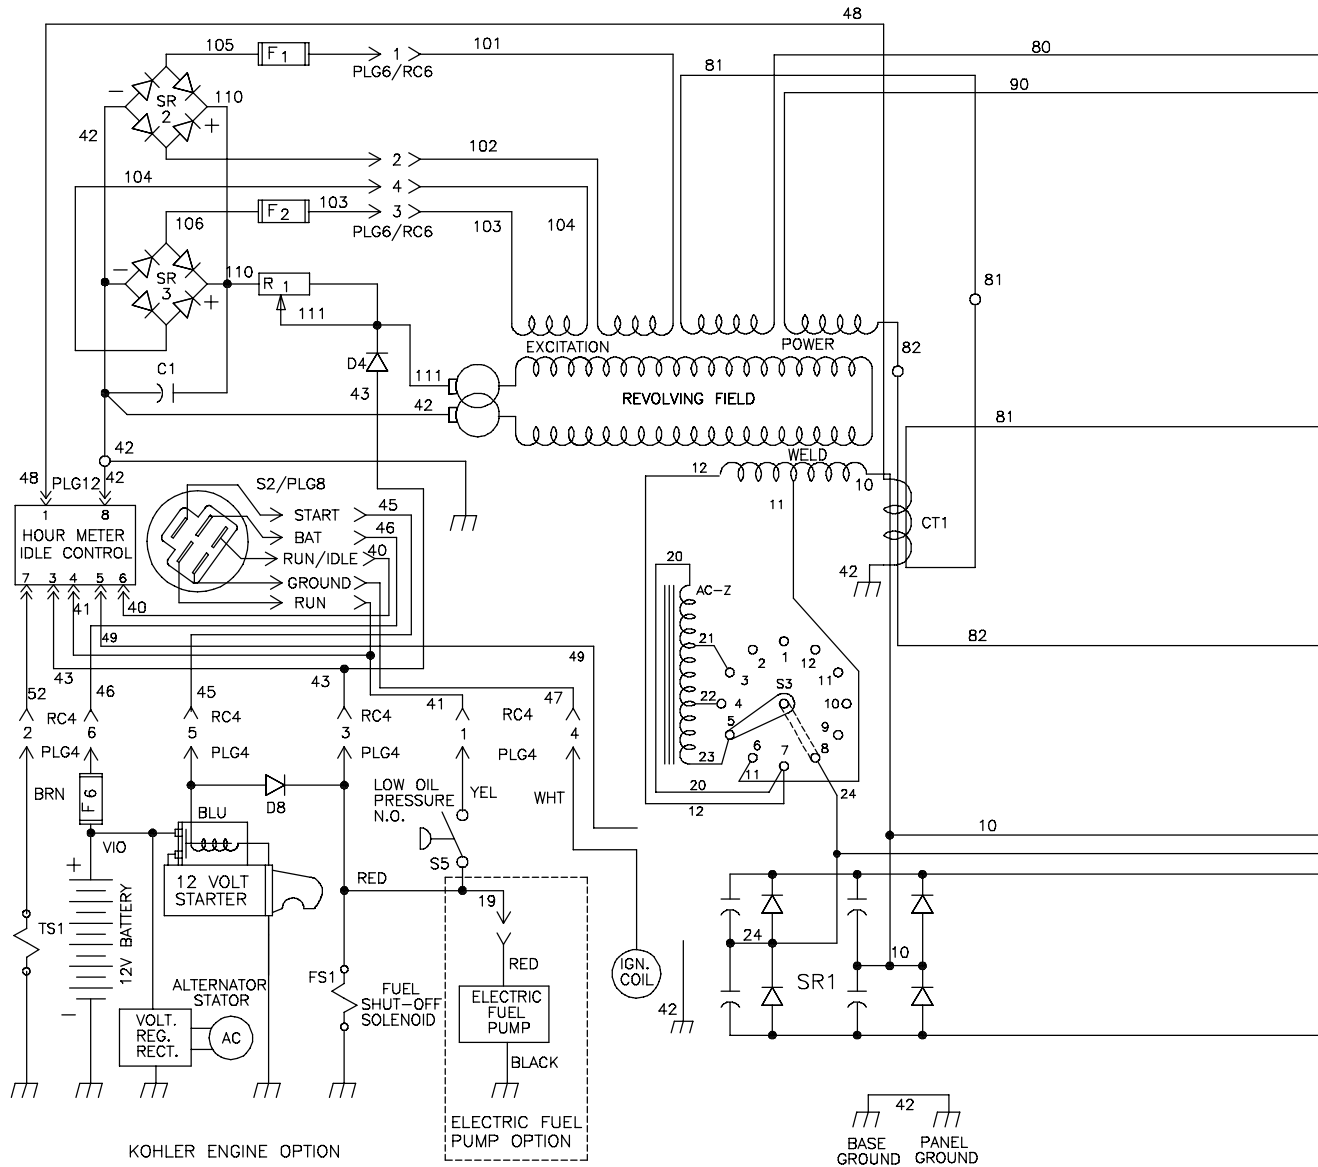 48
105
F1
1
101
PLG6/RC6
80
81
90
SR
2
−
+
110
42
2
102
104
4
F2
103
3
103
104
106
PLG6/RC6
SR
3
−
+
110
R 1
111
81
EXCITATION
POWER
82
C1
D4
111
43
42
REVOLVING FIELD
81
42
WELD
48
PLG12
42
S2/PLG8
12
10
11
1
8
HOUR METER
IDLE CONTROL
7
3
4
5
6
START
45
BAT
46
RUN/IDLE
40
GROUND
RUN
CT1
42
41
40
49
20
AC-Z
21
22
23
1
2
3
4
5
6
7
8
9
10
11
12
S3
82
49
43
43
52
46
45
41
47
RC4
RC4
RC4
2
6
5
3
1
4
PLG4
PLG4
PLG4
PLG4
BRN
F6
D8
LOW OIL
PRESSURE
N.O.
YEL
WHT
11
20
12
24
BLU
VIO
S5
10
+
12 VOLT
STARTER
RED
19
TS1
12V BATTERY
−
24
10
SR1
RED
IGN.
COIL
42
FS1
FUEL
SHUT-OFF
SOLENOID
ALTERNATOR
STATOR
VOLT.
REG.
RECT.
AC
ELECTRIC
FUEL
PUMP
BLACK
42
ELECTRIC FUEL
PUMP OPTION
KOHLER ENGINE OPTION
BASE
GROUND
PANEL
GROUND